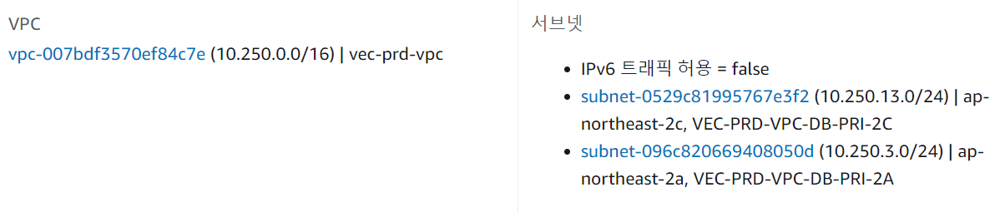 VPC
vpc-007bdf3570ef84c7e (10.250.0.0/16) | vec-prd-vpc
서브넷
IPv6 트래픽 허용 = false
subnet-0529c81995767e3f2 (10.250.13.0/24) | ap-
northeast-2c, VEC-PRD-VPC-DB-PRI-2C
subnet-096c820669408050d (10.250.3.0/24) | ap-
northeast-2a, VEC-PRD-VPC-DB-PRI-2A